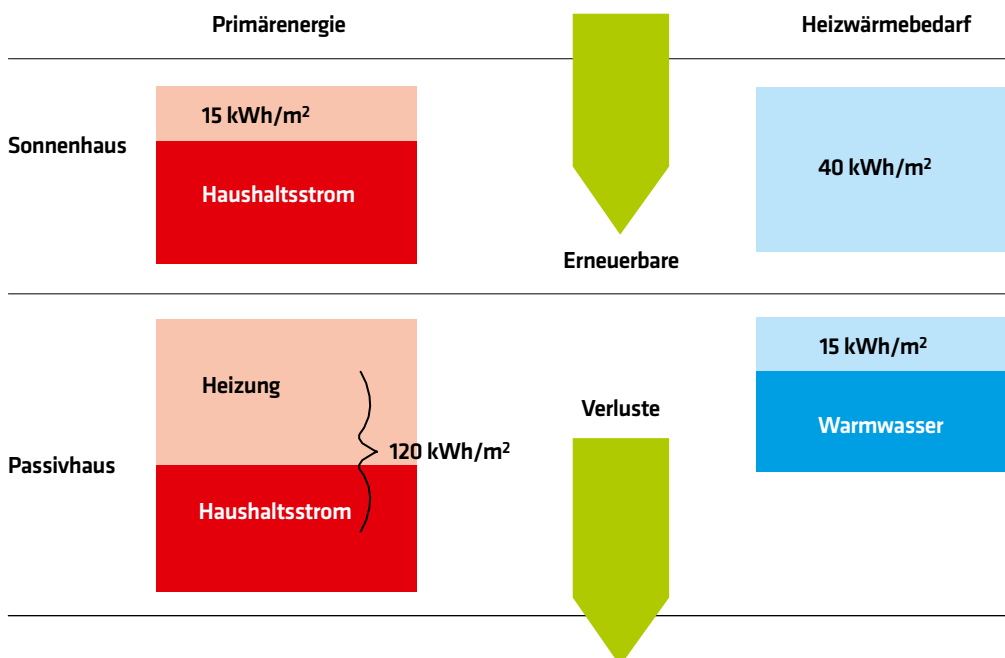 Primärenergie
Heizwärmebedarf
Sonnenhaus
15 kWh/m²
Haushaltsstrom
Erneuerbare
40 kWh/m²
Passivhaus
Heizung
Haushaltsstrom
120 kWh/m²
Verluste
15 kWh/m²
Warmwasser